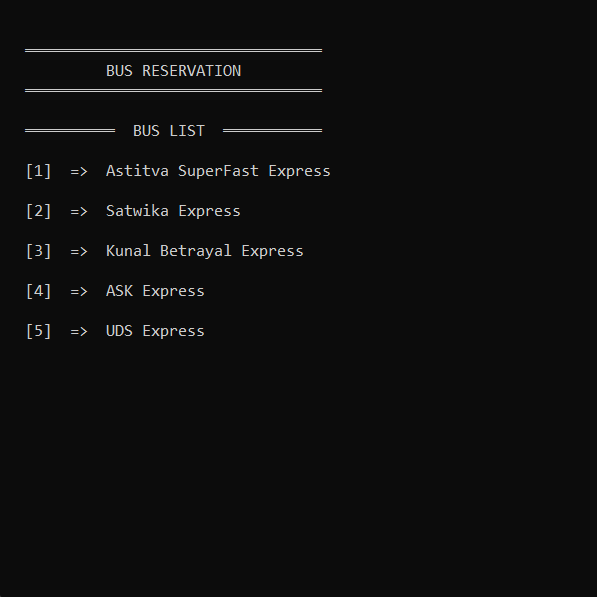 BUS RESERVATION
BUS LIST
[1] => Astitva SuperFast Express
[2] => Satwika Express
[3] => Kunal Betrayal Express
[4] => ASK Express
[5] => UDS Express